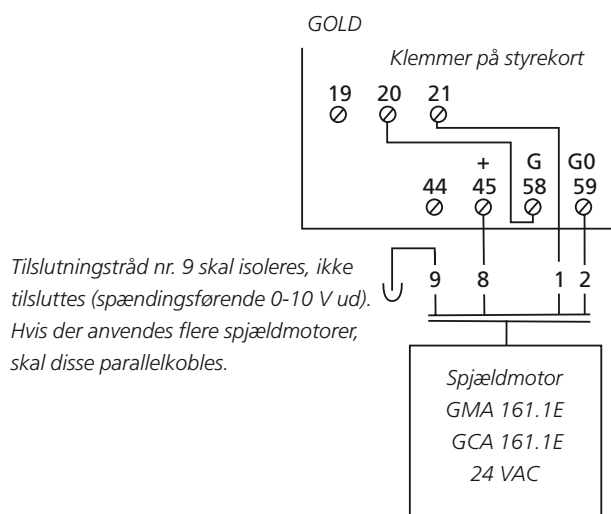 GOLD
Klemmer på styrekort
19 20 21
+ G G0
44 45 58 59
Tilslutningstråd nr. 9 skal isoleres, ikke
tilsluttes (spændingsførende 0-10 V ud).
Hvis der anvendes flere spjældmotorer,
skal disse parallelkobles.
9 8 1 2
Spjældmotor
GMA 161.1E
GCA 161.1E
24 VAC